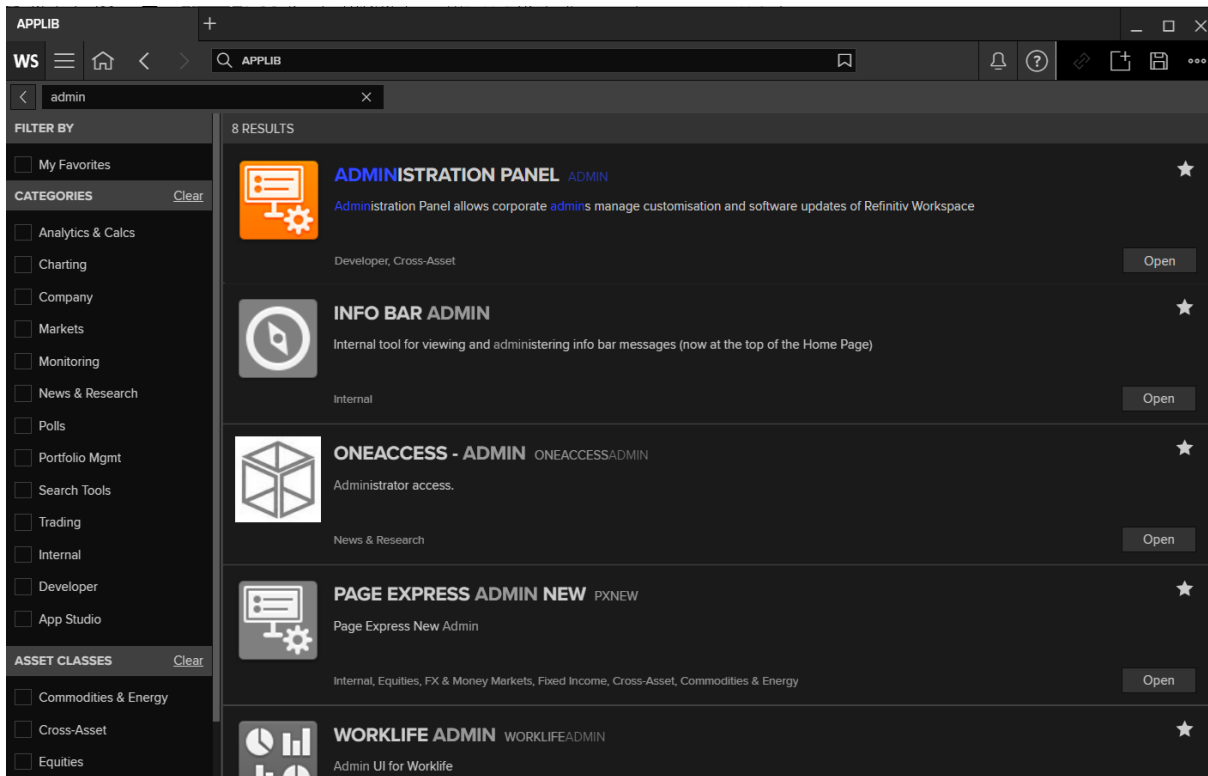 APPLIB
+
WS
APPLIB
?
admin
FILTER BY
8 RESULTS
My Favorites
CATEGORIES Clear
Analytics & Calcs
Charting
Company
Markets
Monitoring
News & Research
Polls
Portfolio Mgmt
Search Tools
Trading
Internal
Developer
App Studio
ASSET CLASSES Clear
Commodities & Energy
Cross-Asset
Equities
ADMINISTRATION PANEL ADMIN
Administration Panel allows corporate admins manage customisation and software updates of Refinitiv Workspace
Developer, Cross-Asset
Open
INFO BAR ADMIN
Internal tool for viewing and administering info bar messages (now at the top of the Home Page)
Internal
Open
ONEACCESS - ADMIN ONEACCESSADMIN
Administrator access.
News & Research
Open
PAGE EXPRESS ADMIN NEW PXNEW
Page Express New Admin
Internal, Equities, FX & Money Markets, Fixed Income, Cross-Asset, Commodities & Energy
Open
WORKLIFE ADMIN WORKLIFEADMIN
Admin UI for Worklife